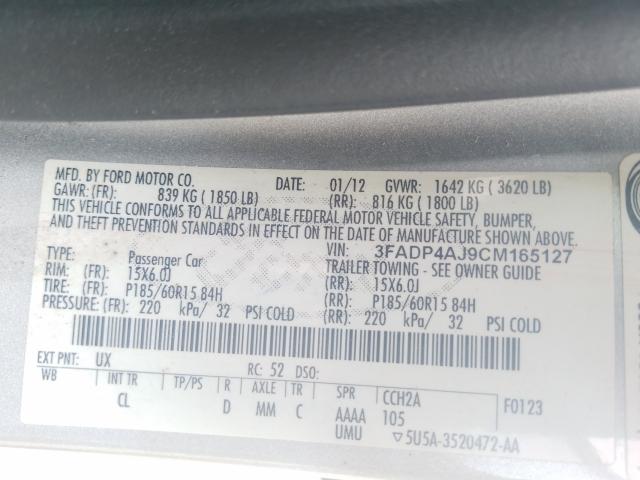 MFD. BY FORD MOTOR CO. DATE: 01/12 GVWR: 1642 KG ( 3620 LB)
GAWR: (FR): 839 KG ( 1850 LB) (RR): 816 KG ( 1800 LB)
THIS VEHICLE CONFORMS TO ALL APPLICABLE FEDERAL MOTOR VEHICLE SAFETY, BUMPER,
AND THEFT PREVENTION STANDARDS IN EFFECT ON THE DATE OF MANUFACTURE SHOWN ABOVE.
VIN: 3FADP4AJ9CM165127
TYPE: Passenger Car TRAILER TOWING - SEE OWNER GUIDE
RIM: (FR): 15X6.0J (RR): 15X6.0J
TIRE: (FR): P185/60R15 84H (RR): P185/60R15 84H
PRESSURE: (FR): 220 kPa/ 32 PSI COLD (RR): 220 kPa/ 32 PSI COLD
EXT PNT: UX RC: 52 DSO:
WB INT TR TP/PS R AXLE TR SPR CCH2A
CL D MM C AAAA 105 F0123
UMU ▽5U5A-3520472-AA